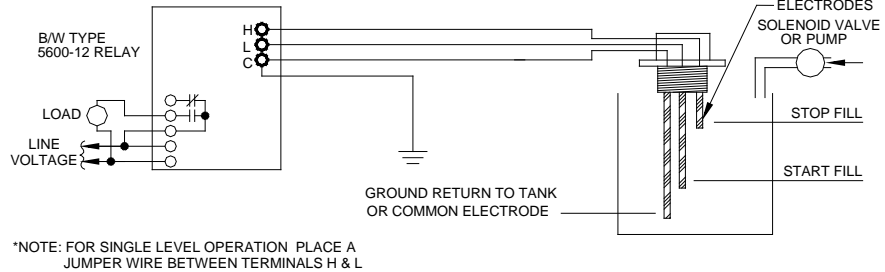 ELECTRODES
SOLENOID VALVE
OR PUMP
B/W TYPE
5600-12 RELAY
H
L
C
LOAD
LINE
VOLTAGE
STOP FILL
START FILL
GROUND RETURN TO TANK
OR COMMON ELECTRODE
*NOTE: FOR SINGLE LEVEL OPERATION PLACE A
JUMPER WIRE BETWEEN TERMINALS H & L